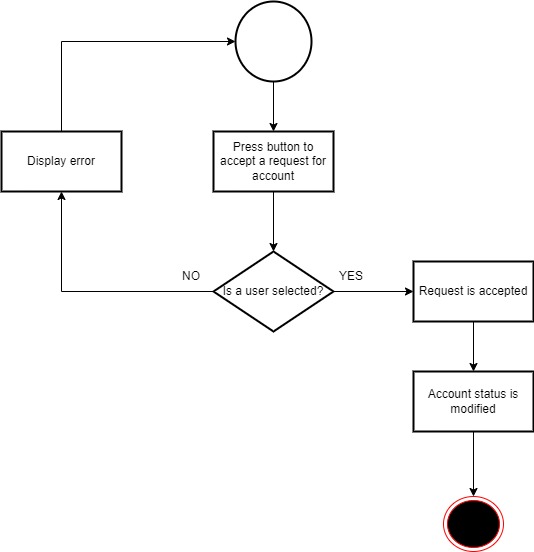 Press button to
accept a request for
account
Display error
NO
YES
Is a user selected?
Request is accepted
Account status is
modified